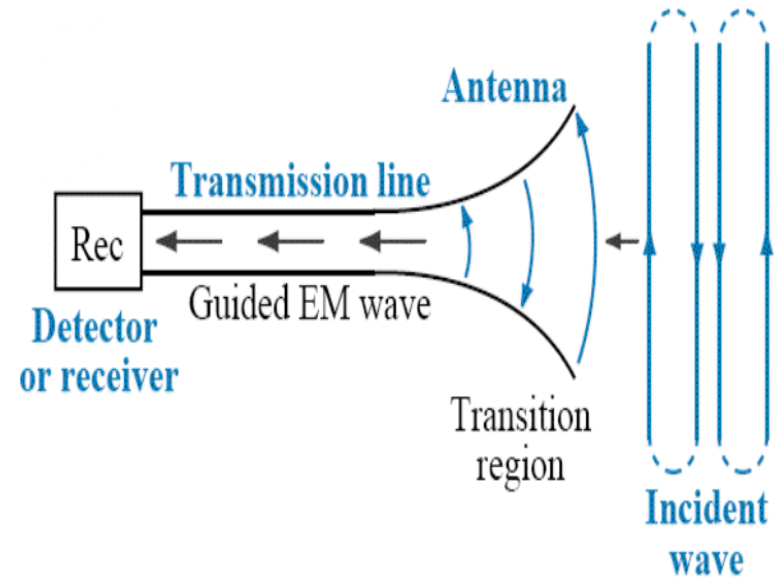 Antenna
Transmission line
Rec
Guided EM wave
Detector
or receiver
Transition
region
Incident
wave